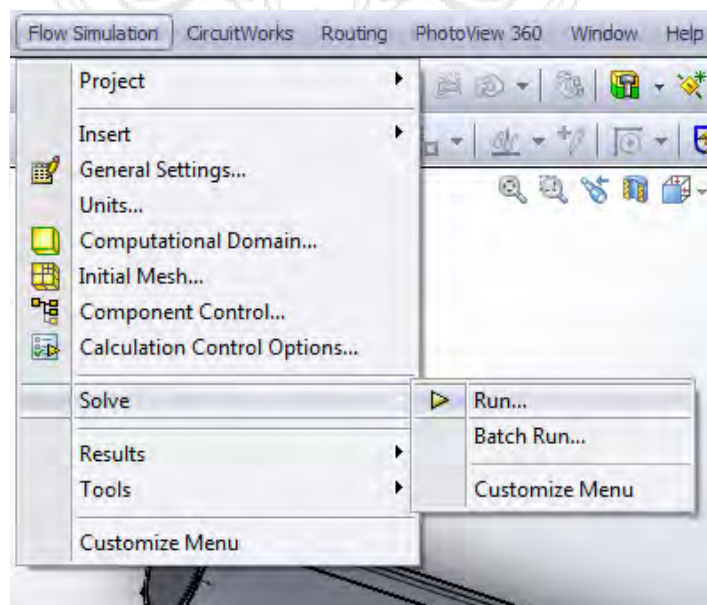 Flow Simulation CircuitWorks Routing PhotoView 360 Window Help
Project
Insert
General Settings...
Units...
Computational Domain...
Initial Mesh...
Component Control...
Calculation Control Options...
Solve
Run...
Batch Run...
Customize Menu
Results
Tools
Customize Menu